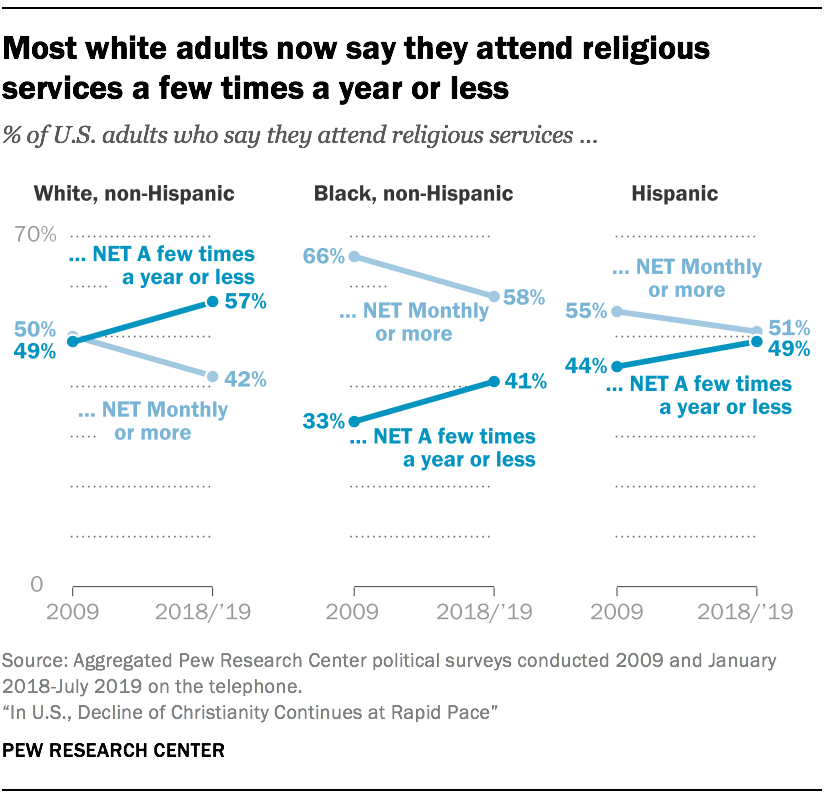 Most white adults now say they attend religious
services a few times a year or less
% of U.S. adults who say they attend religious services ...
White, non-Hispanic
70%
... NET A few times
a year or less
57%
50%
49%
42%
... NET Monthly
or more
0
2009
2018/’19
Black, non-Hispanic
66%
58%
... NET Monthly
or more
41%
33%
... NET A few times
a year or less
2009
2018/’19
Hispanic
... NET Monthly
or more
55%
51%
49%
44%
... NET A few times
a year or less
2009
2018/’19
Source: Aggregated Pew Research Center political surveys conducted 2009 and January
2018-July 2019 on the telephone.
“In U.S., Decline of Christianity Continues at Rapid Pace”
PEW RESEARCH CENTER